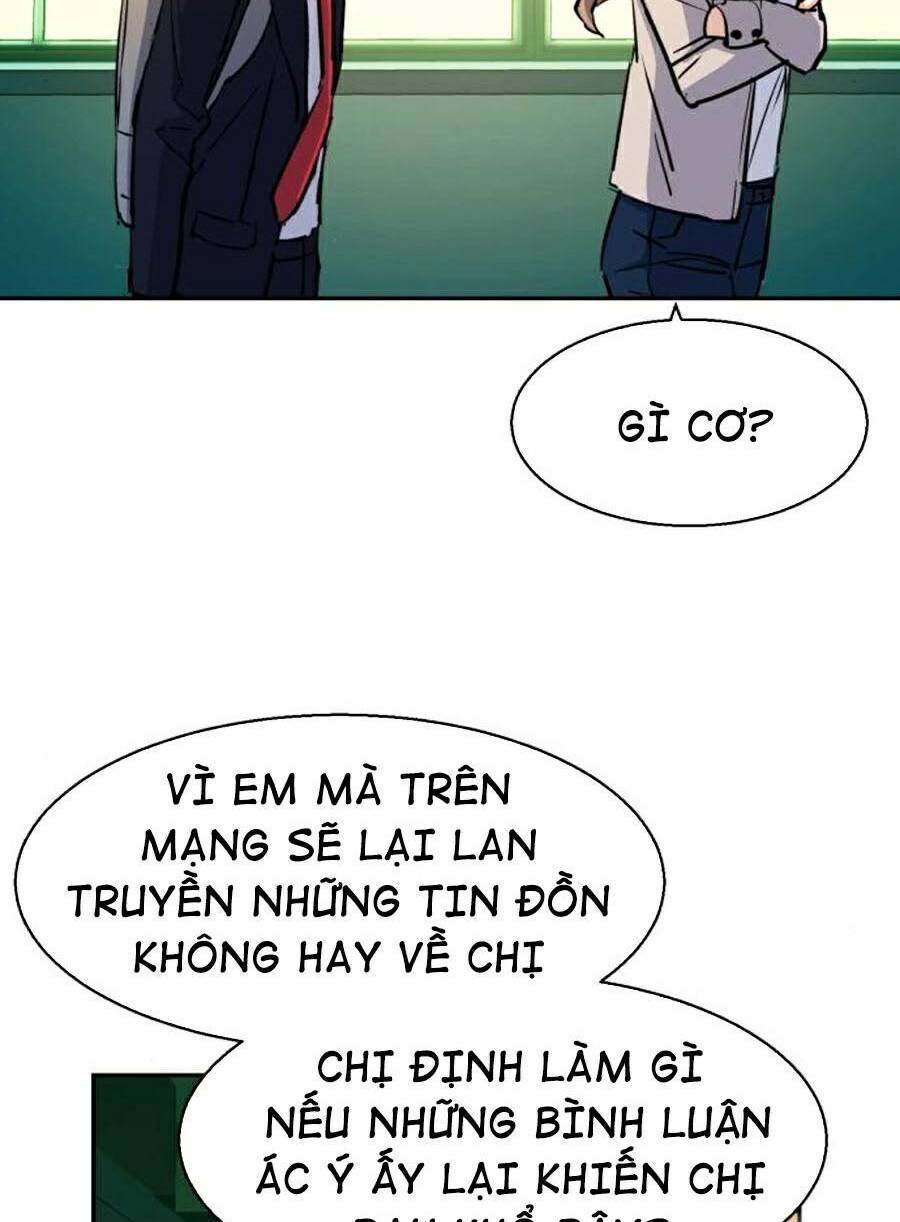 GÌ CƠ?
VÌ EM MÀ TRÊN
MẠNG SẼ LẠI LAN
TRUYỀN NHỮNG TIN ĐỒN
KHÔNG HAY VỀ CHỊ
CHỊ ĐỊNH LÀM GÌ
NẾU NHỮNG BÌNH LUẬN
ÁC Ý ẤY LẠI KHIẾN CHỊ